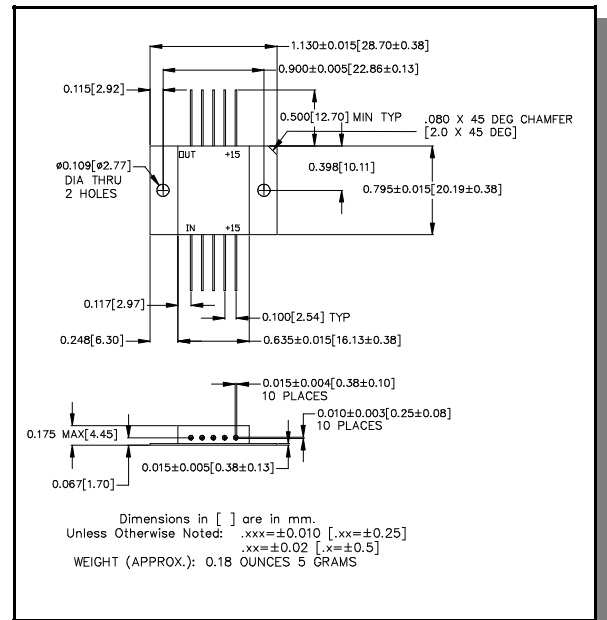 1.130±0.015[28.70±0.38]
0.900±0.005[22.86±0.13]
0.115[2.92]
0.500[12.70] MIN TYP
.080 X 45 DEG CHAMFER
[2.0 X 45 DEG]
OUT +15
0.398[10.11]
ø0.109[ø2.77]
DIA THRU
2 HOLES
0.795±0.015[20.19±0.38]
IN +15
0.117[2.97]
0.100[2.54] TYP
0.248[6.30]
0.635±0.015[16.13±0.38]
0.015±0.004[0.38±0.10]
10 PLACES
0.010±0.003[0.25±0.08]
10 PLACES
0.175 MAX[4.45]
0.015±0.005[0.38±0.13]
0.067[1.70]
Dimensions in [ ] are in mm.
Unless Otherwise Noted: .xxx=±0.010 [.xx=±0.25]
.xx=±0.02 [.x=±0.5]
WEIGHT (APPROX.): 0.18 OUNCES 5 GRAMS